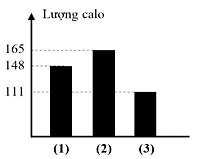 Lượng calo
165
148
111
(1) (2) (3)